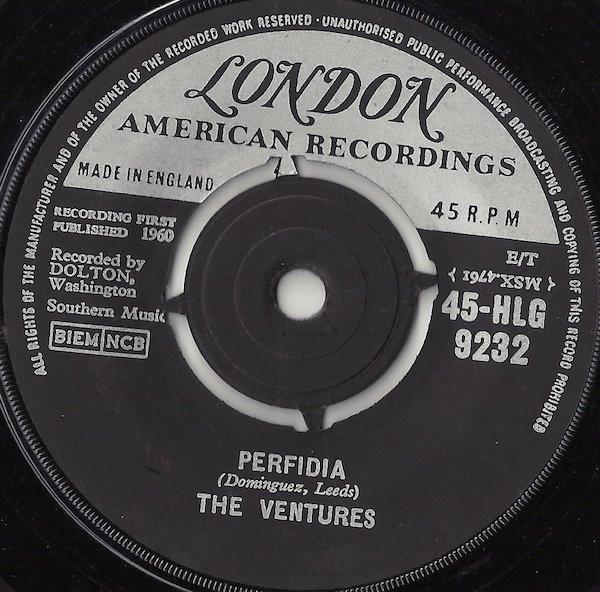 ALL RIGHTS OF THE MANUFACTURER AND OF THE OWNER OF THE RECORDED WORK RESERVED · UNAUTHORISED PUBLIC PERFORMANCE BROADCASTING AND COPYING OF THIS RECORD PROHIBITED
LONDON
AMERICAN RECORDINGS
MADE IN ENGLAND
45 R.P.M
RECORDING FIRST
PUBLISHED 1960
Recorded by
DOLTON,
Washington
Southern Music
BIEM NCB
E/T
( MSX.4761 )
45-HLG
9232
PERFIDIA
(Dominguez, Leeds)
THE VENTURES